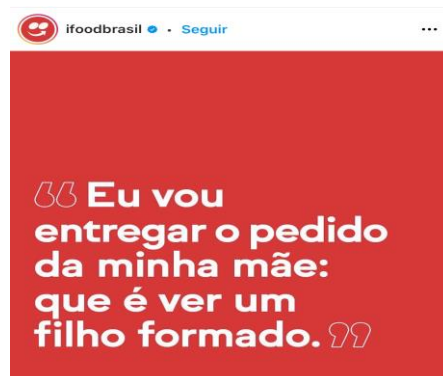 ifoodbrasil • Seguir
“Eu vou
entregar o pedido
da minha mãe:
que é ver um
filho formado.”